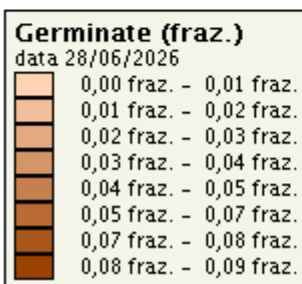 Germinate (fraz.)
data 28/06/2026
0,00 fraz. - 0,01 fraz.
0,01 fraz. - 0,02 fraz.
0,02 fraz. - 0,03 fraz.
0,03 fraz. - 0,04 fraz.
0,04 fraz. - 0,05 fraz.
0,05 fraz. - 0,07 fraz.
0,07 fraz. - 0,08 fraz.
0,08 fraz. - 0,09 fraz.